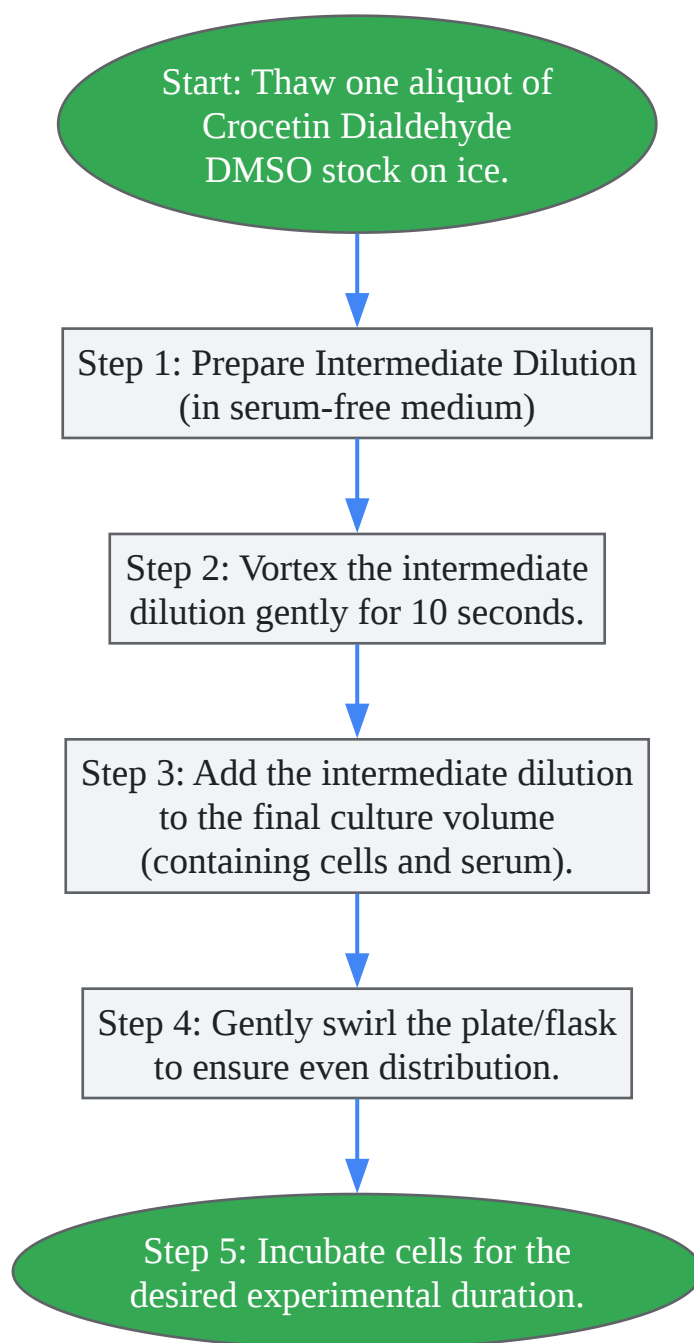 Start: Thaw one aliquot of
Crocetin Dialdehyde
DMSO stock on ice.
Step 1: Prepare Intermediate Dilution
(in serum-free medium)
Step 2: Vortex the intermediate
dilution gently for 10 seconds.
Step 3: Add the intermediate dilution
to the final culture volume
(containing cells and serum).
Step 4: Gently swirl the plate/flask
to ensure even distribution.
Step 5: Incubate cells for the
desired experimental duration.